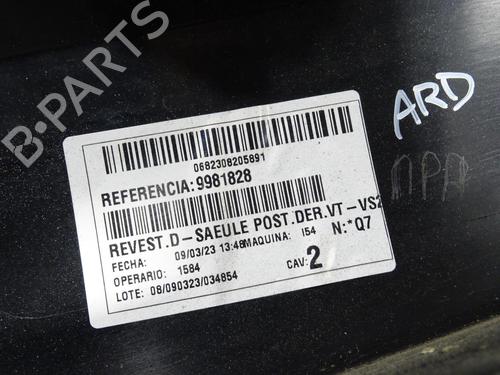 B-PARTS
ARD
0682308205891
REFERENCIA:9981828
REVEST.D-SAEULE POST.DER.VT-VS2
FECHA: 09/03/23 13:48 MAQUINA: I54 N:*Q7
OPERARIO: 1584
LOTE: 08/090323/034854 CAV: 2